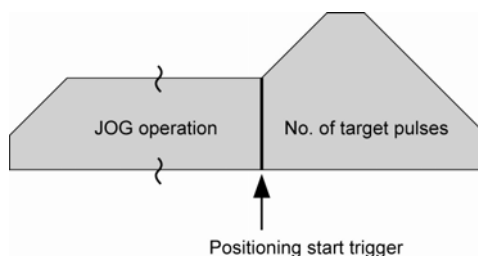 JOG operation
No. of target pulses
Positioning start trigger